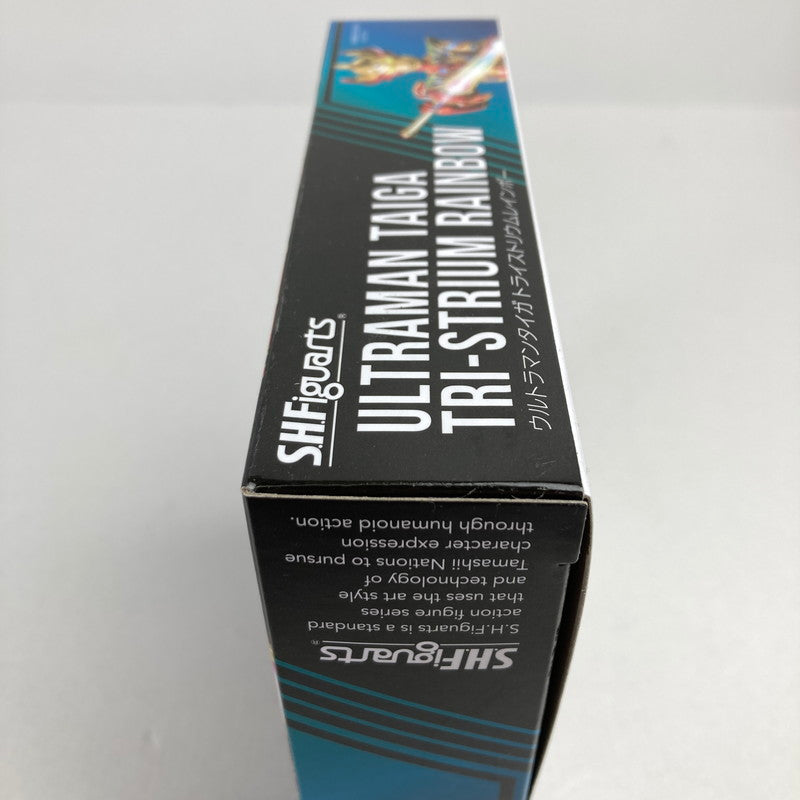 S.H.Figuarts®
ULTRAMAN TAIGA
TRI-STRIUM RAINBOW
ウルトラマンタイガ トライストリウムレインボー
S.H.Figuarts®
S.H.Figuarts is a standard
action figure series
that uses the art style
and technology of
Tamashii Nations to pursue
character expression
through humanoid action.